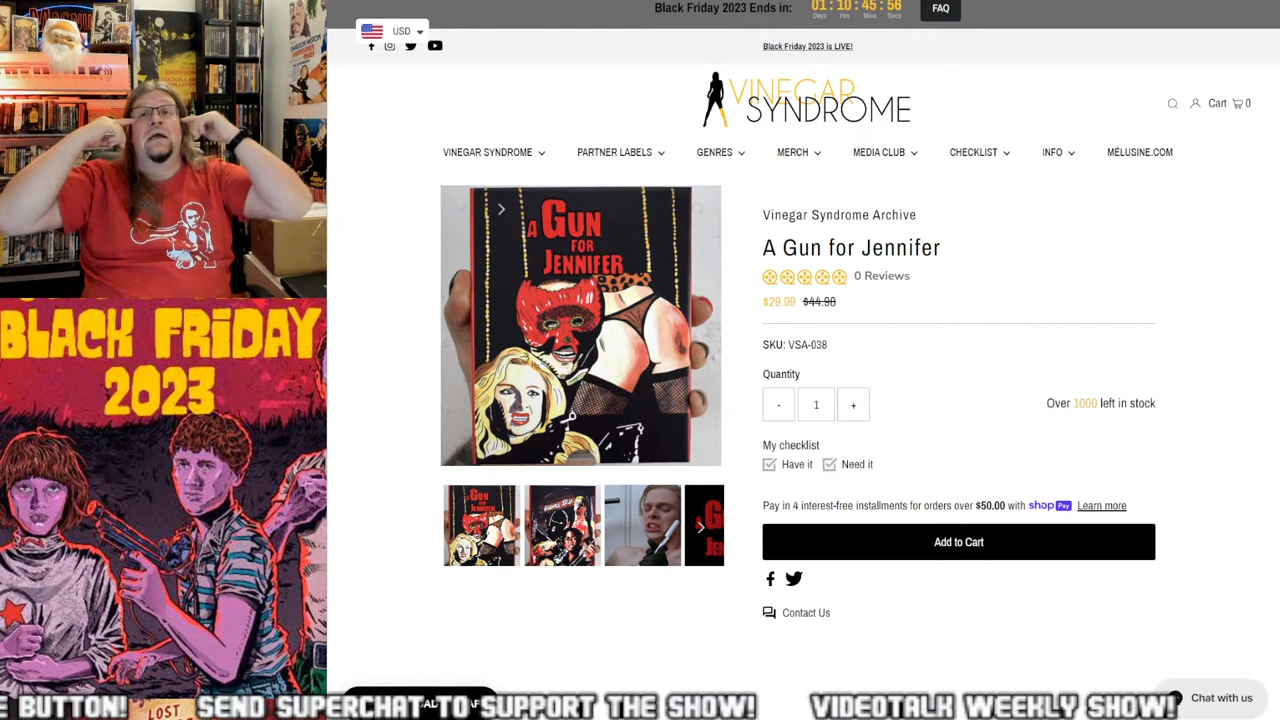 Black Friday 2023 Ends in:
01:10:45:56
Days Hrs Mins Secs
FAQ
USD
Black Friday 2023 is LIVE!
VINEGAR
SYNDROME
Cart 0
VINEGAR SYNDROME
PARTNER LABELS
GENRES
MERCH
MEDIA CLUB
CHECKLIST
INFO
MÉLUSINE.COM
A GUN
FOR
JENNIFER
Vinegar Syndrome Archive
A Gun for Jennifer
0 Reviews
$29.99 $44.98
SKU: VSA-038
Quantity
- 1 +
Over 1000 left in stock
My checklist
Have it Need it
Pay in 4 interest-free installments for orders over $50.00 with shop Pay Learn more
Add to Cart
Contact Us
Chat with us
BLACK FRIDAY
2023
LOST
E BUTTON! SEND SUPERCHAT TO SUPPORT THE SHOW! VIDEOTALK WEEKLY SHOW!